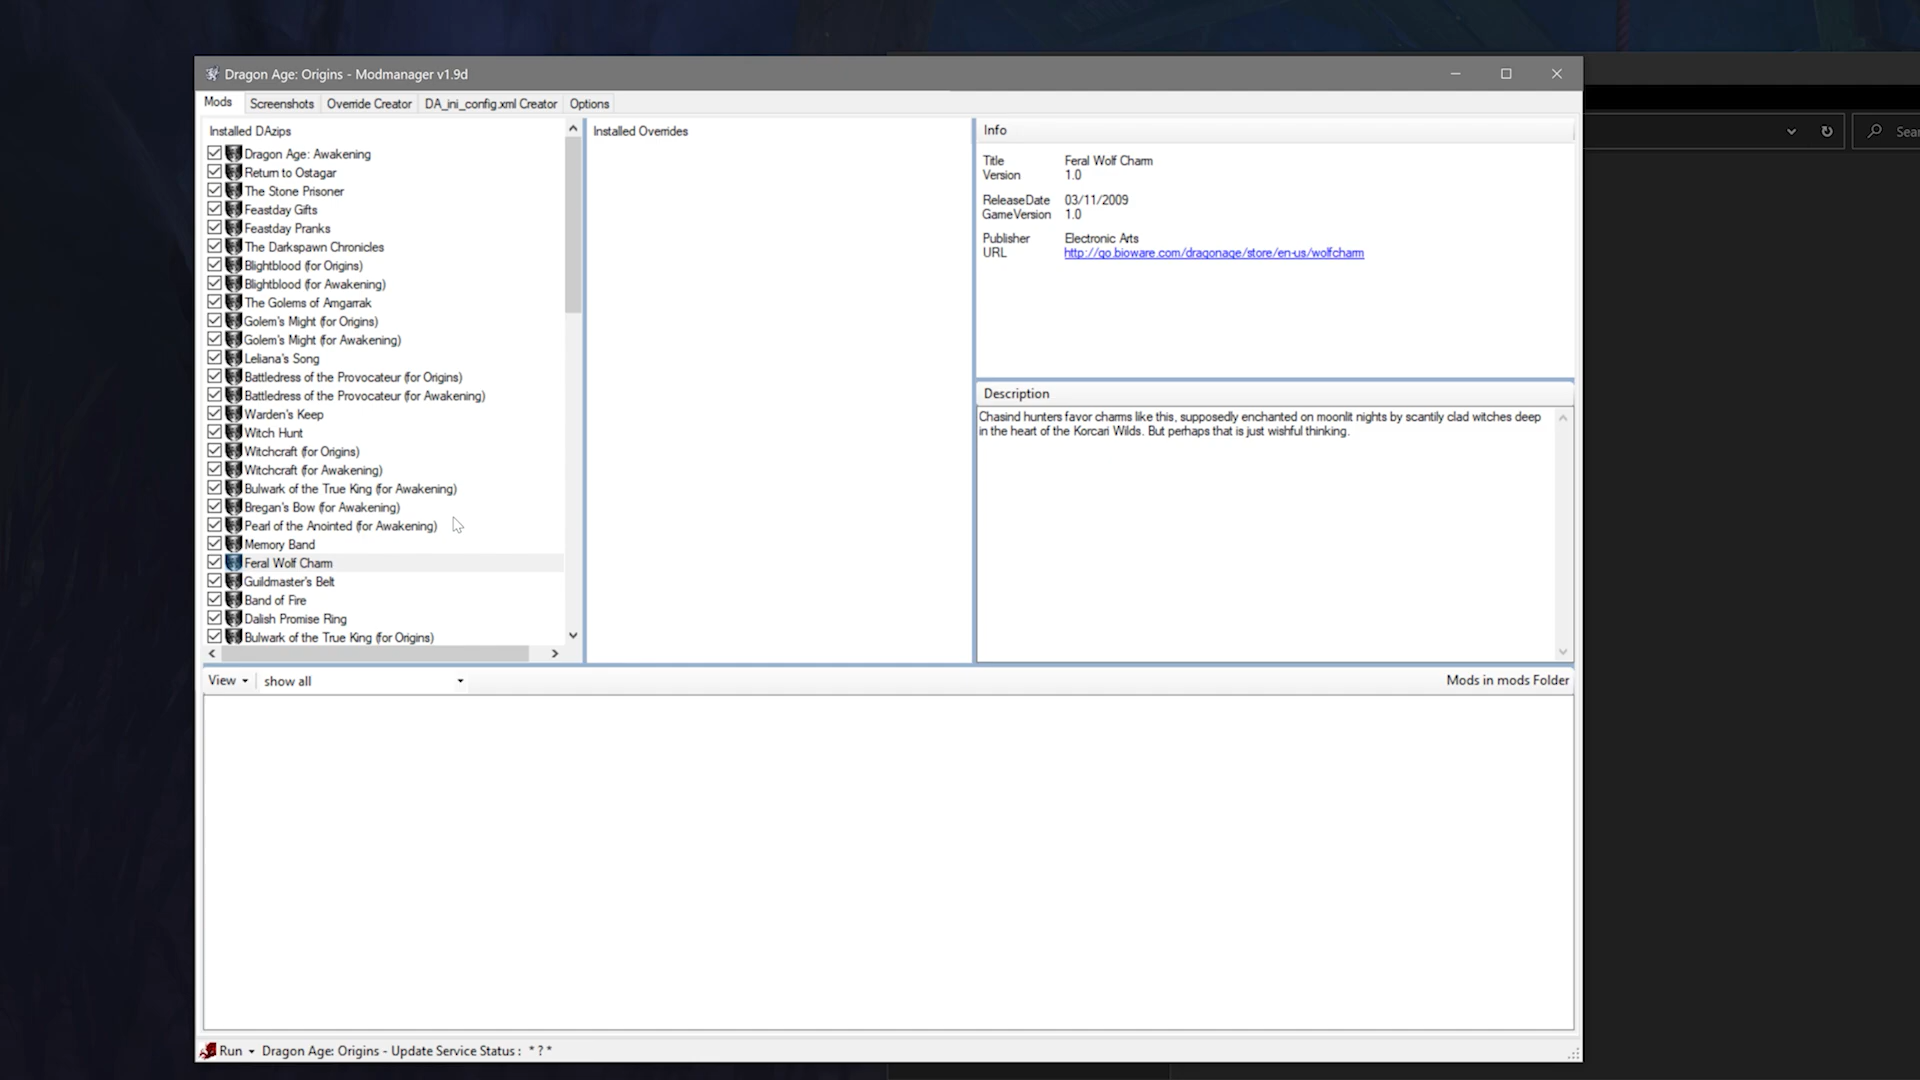 Dragon Age: Origins - Modmanager v1.9d
Mods
Screenshots
Override Creator
DA_ini_config.xml Creator
Options
Installed DAzips
Dragon Age: Awakening
Return to Ostagar
The Stone Prisoner
Feastday Gifts
Feastday Pranks
The Darkspawn Chronicles
Blightblood (for Origins)
Blightblood (for Awakening)
The Golems of Amgarrak
Golem's Might (for Origins)
Golem's Might (for Awakening)
Leliana's Song
Battledress of the Provocateur (for Origins)
Battledress of the Provocateur (for Awakening)
Warden's Keep
Witch Hunt
Witchcraft (for Origins)
Witchcraft (for Awakening)
Bulwark of the True King (for Awakening)
Bregan's Bow (for Awakening)
Pearl of the Anointed (for Awakening)
Memory Band
Feral Wolf Charm
Guildmaster's Belt
Band of Fire
Dalish Promise Ring
Bulwark of the True King (for Origins)
Installed Overrides
Info
Title Feral Wolf Charm
Version 1.0
ReleaseDate 03/11/2009
GameVersion 1.0
Publisher Electronic Arts
URL http://go.bioware.com/dragonage/store/en-us/wolfcharm
Description
Chasind hunters favor charms like this, supposedly enchanted on moonlit nights by scantily clad witches deep
in the heart of the Korcari Wilds. But perhaps that is just wishful thinking.
View
show all
Mods in mods Folder
Run
Dragon Age: Origins - Update Service Status : * ? *
Sear